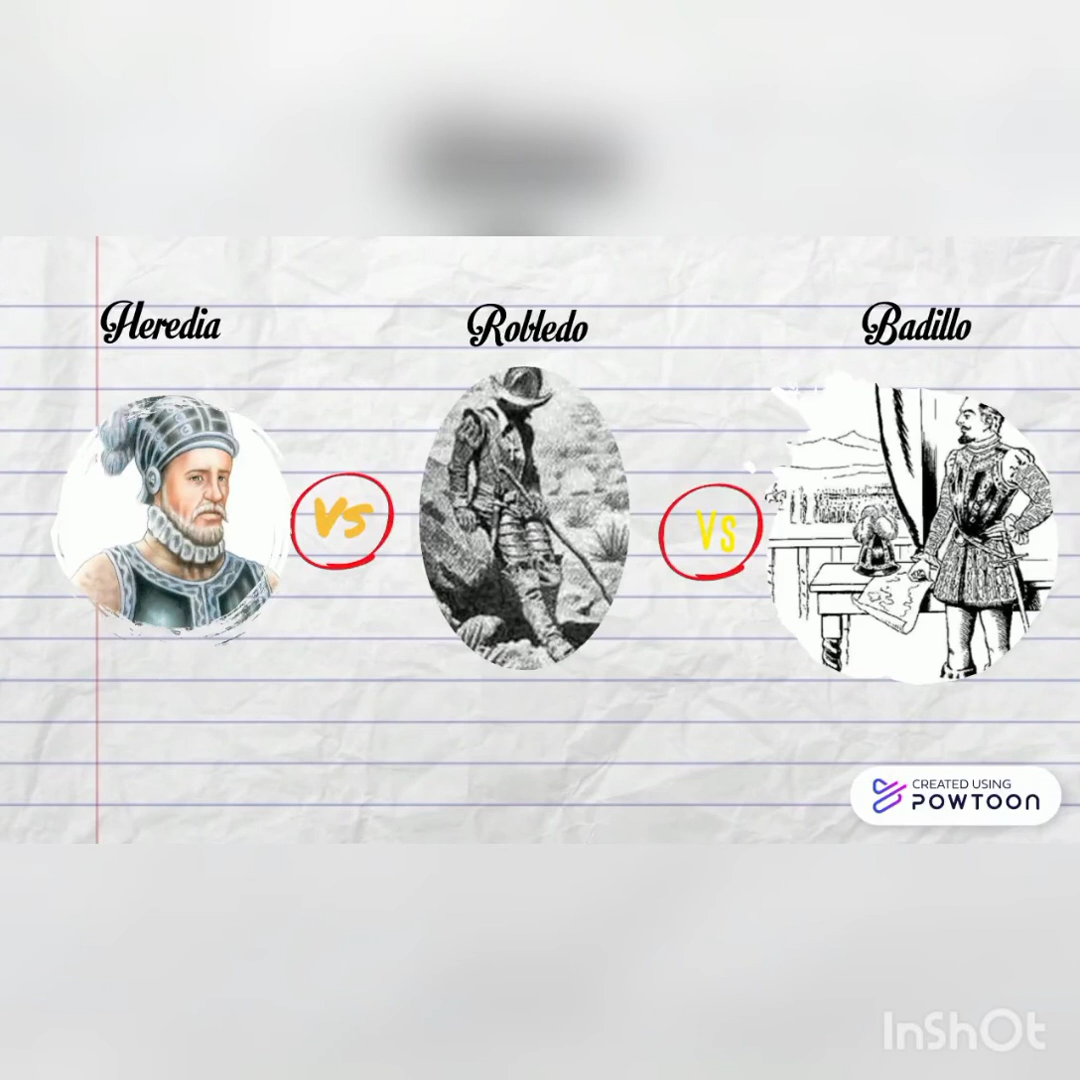 Heredia
Robledo
Badillo
Vs
Vs
CREATED USING
POWTOON
InShOt